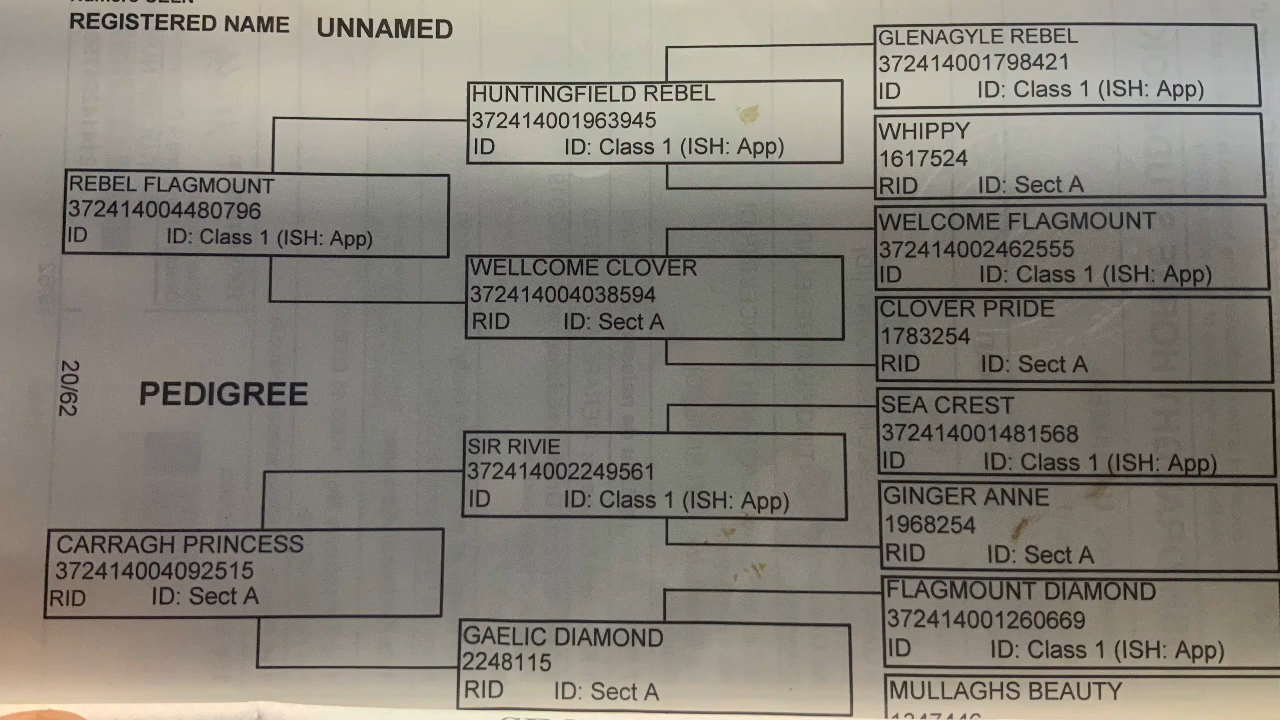 REGISTERED NAME UNNAMED
GLENAGYLE REBEL
372414001798421
ID ID: Class 1 (ISH: App)
HUNTINGFIELD REBEL
372414001963945
ID ID: Class 1 (ISH: App)
WHIPPY
1617524
RID ID: Sect A
REBEL FLAGMOUNT
372414004480796
ID ID: Class 1 (ISH: App)
WELCOME FLAGMOUNT
372414002462555
ID ID: Class 1 (ISH: App)
WELLCOME CLOVER
372414004038594
RID ID: Sect A
CLOVER PRIDE
1783254
RID ID: Sect A
20/62
PEDIGREE
SEA CREST
372414001481568
ID ID: Class 1 (ISH: App)
SIR RIVIE
372414002249561
ID ID: Class 1 (ISH: App)
GINGER ANNE
1968254
RID ID: Sect A
CARRAGH PRINCESS
372414004092515
RID ID: Sect A
FLAGMOUNT DIAMOND
372414001260669
ID ID: Class 1 (ISH: App)
GAELIC DIAMOND
2248115
RID ID: Sect A
MULLAGHS BEAUTY